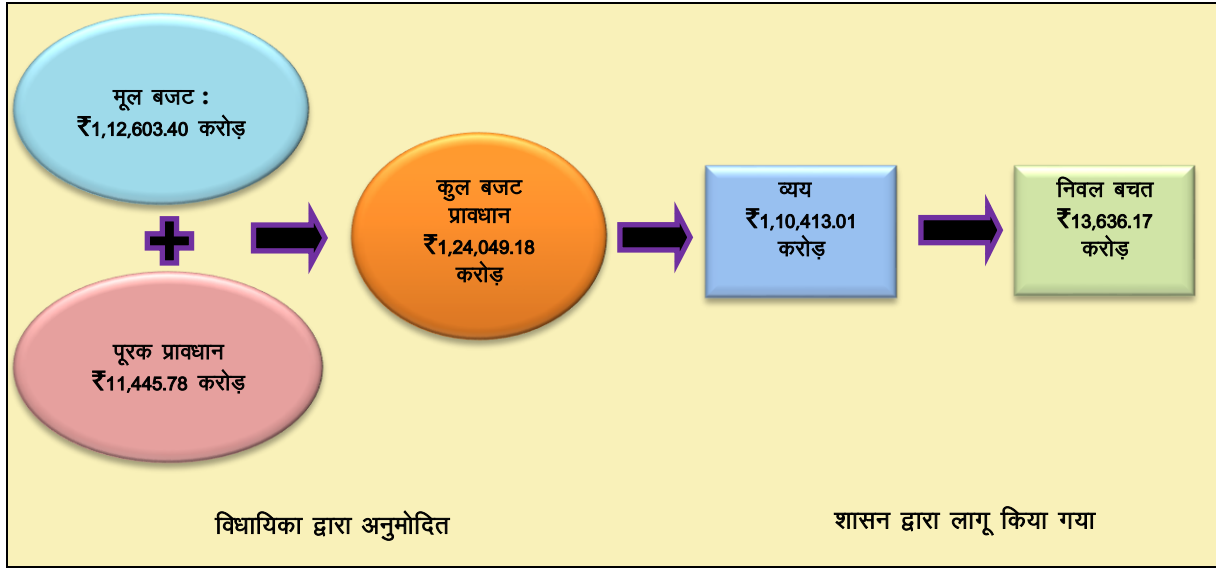 मूल बजट :
₹1,12,603.40 करोड़
पूरक प्रावधान
₹11,445.78 करोड़
कुल बजट
प्रावधान
₹1,24,049.18
करोड़
व्यय
₹1,10,413.01
करोड़
निवल बचत
₹13,636.17
करोड़
विधायिका द्वारा अनुमोदित
शासन द्वारा लागू किया गया